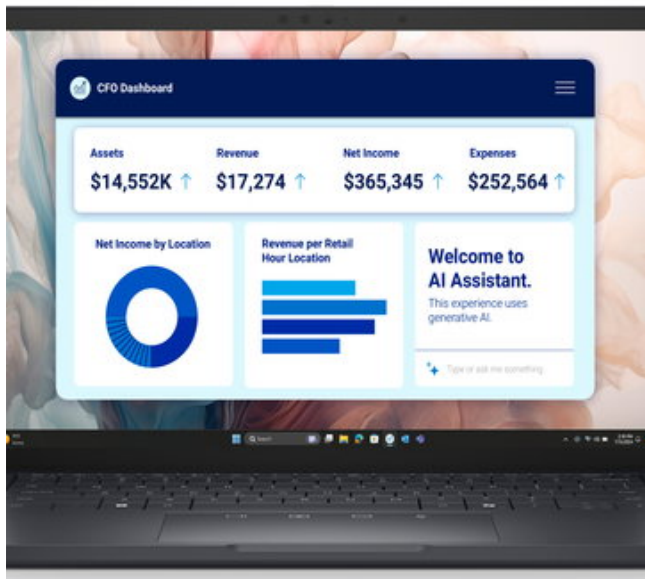 CFO Dashboard
Assets
Revenue
Net Income
Expenses
$14,552K ↑
$17,274 ↑
$365,345 ↑
$252,564 ↑
Net Income by Location
Revenue per Retail
Hour Location
Welcome to
AI Assistant.
This experience uses
generative AI.
Type or ask me something
Search